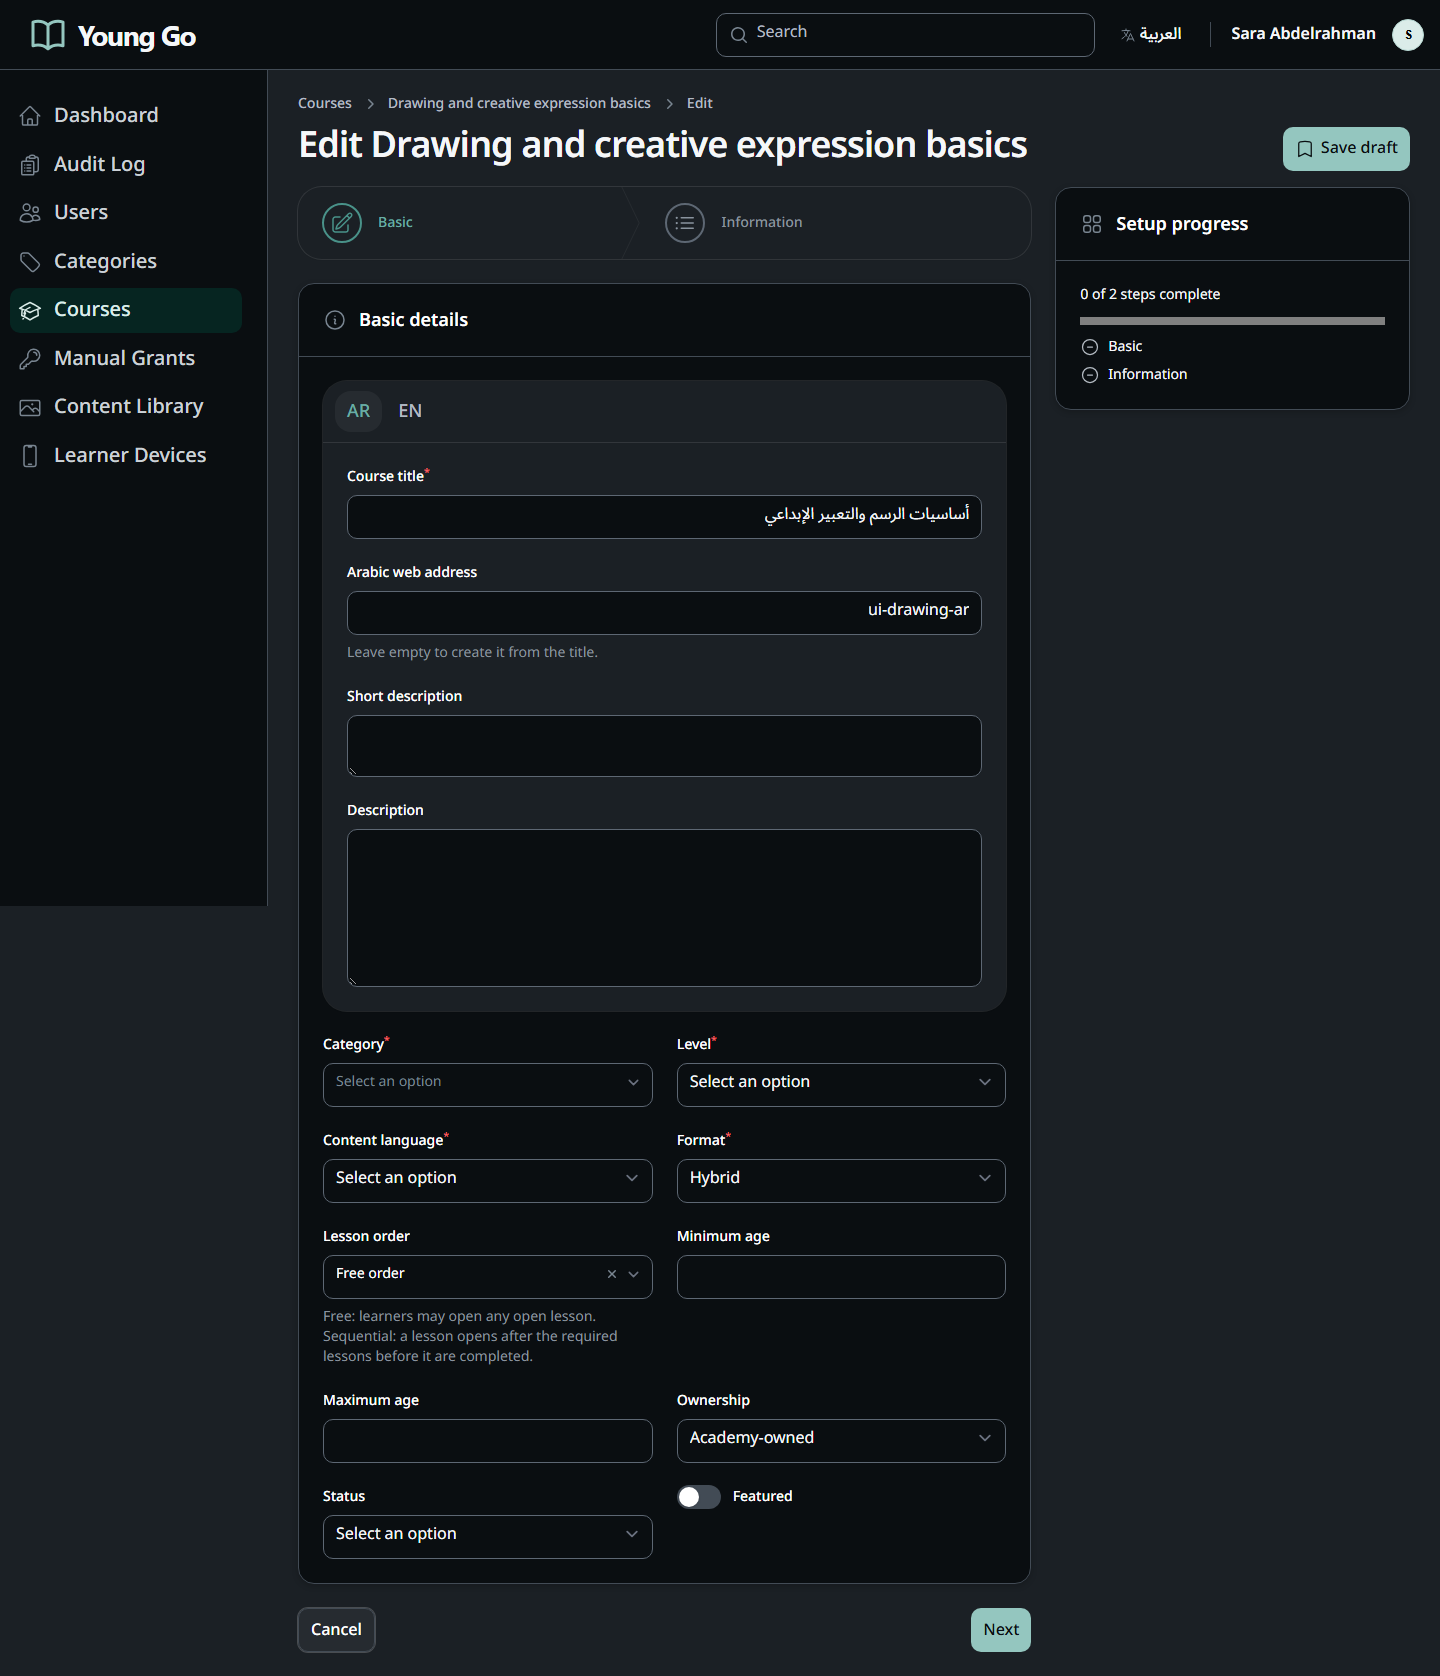 Young Go
Search
العربية
Sara Abdelrahman
S
Dashboard
Audit Log
Users
Categories
Courses
Manual Grants
Content Library
Learner Devices
Courses > Drawing and creative expression basics > Edit
Edit Drawing and creative expression basics
Save draft
Basic
Information
Setup progress
0 of 2 steps complete
Basic
Information
Basic details
AR EN
Course title*
أساسيات الرسم والتعبير الإبداعي
Arabic web address
ui-drawing-ar
Leave empty to create it from the title.
Short description
Description
Category*
Select an option
Level*
Select an option
Content language*
Select an option
Format*
Hybrid
Lesson order
Free order
Free: learners may open any open lesson.
Sequential: a lesson opens after the required
lessons before it are completed.
Minimum age
Maximum age
Ownership
Academy-owned
Status
Select an option
Featured
Cancel
Next